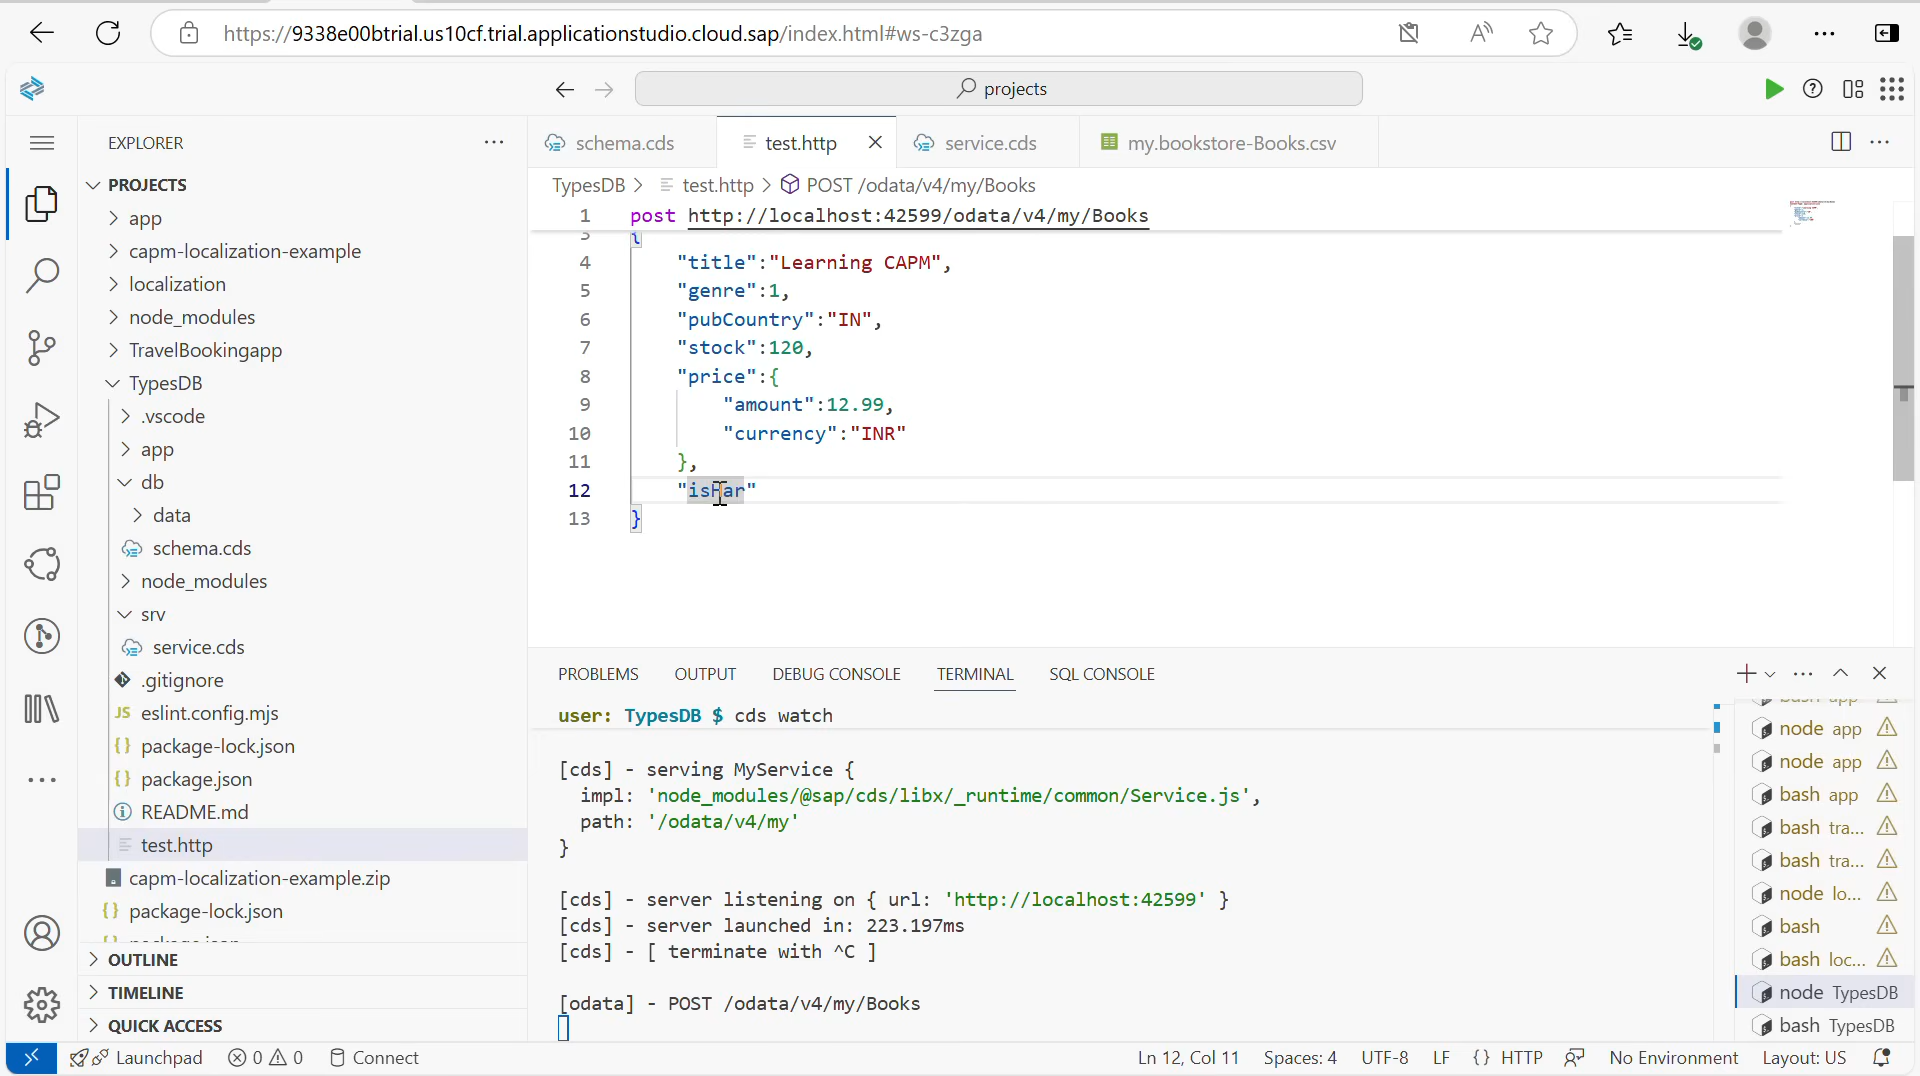 https://9338e00btrial.us10cf.trial.applicationstudio.cloud.sap/index.html#ws-c3zga
projects
EXPLORER
PROJECTS
app
capm-localization-example
localization
node_modules
TravelBookingapp
TypesDB
.vscode
app
db
data
schema.cds
node_modules
srv
service.cds
.gitignore
JS eslint.config.mjs
{} package-lock.json
{} package.json
README.md
test.http
capm-localization-example.zip
{} package-lock.json
OUTLINE
TIMELINE
QUICK ACCESS
schema.cds
test.http
service.cds
my.bookstore-Books.csv
TypesDB > test.http > POST /odata/v4/my/Books
1 post http://localhost:42599/odata/v4/my/Books
3 {
4 "title":"Learning CAPM",
5 "genre":1,
6 "pubCountry":"IN",
7 "stock":120,
8 "price":{
9 "amount":12.99,
10 "currency":"INR"
11 },
12
13 }
PROBLEMS
OUTPUT
DEBUG CONSOLE
TERMINAL
SQL CONSOLE
user: TypesDB $ cds watch
[cds] - serving MyService {
impl: 'node_modules/@sap/cds/libx/_runtime/common/Service.js',
path: '/odata/v4/my'
}
[cds] - server listening on { url: 'http://localhost:42599' }
[cds] - server launched in: 223.197ms
[cds] - [ terminate with ^C ]
[odata] - POST /odata/v4/my/Books
node app
node app
bash app
bash tra...
bash tra...
node lo...
bash
bash loc...
node TypesDB
bash TypesDB
Launchpad
0
0
Connect
Ln 12, Col 11
Spaces: 4
UTF-8
LF
{} HTTP
No Environment
Layout: US